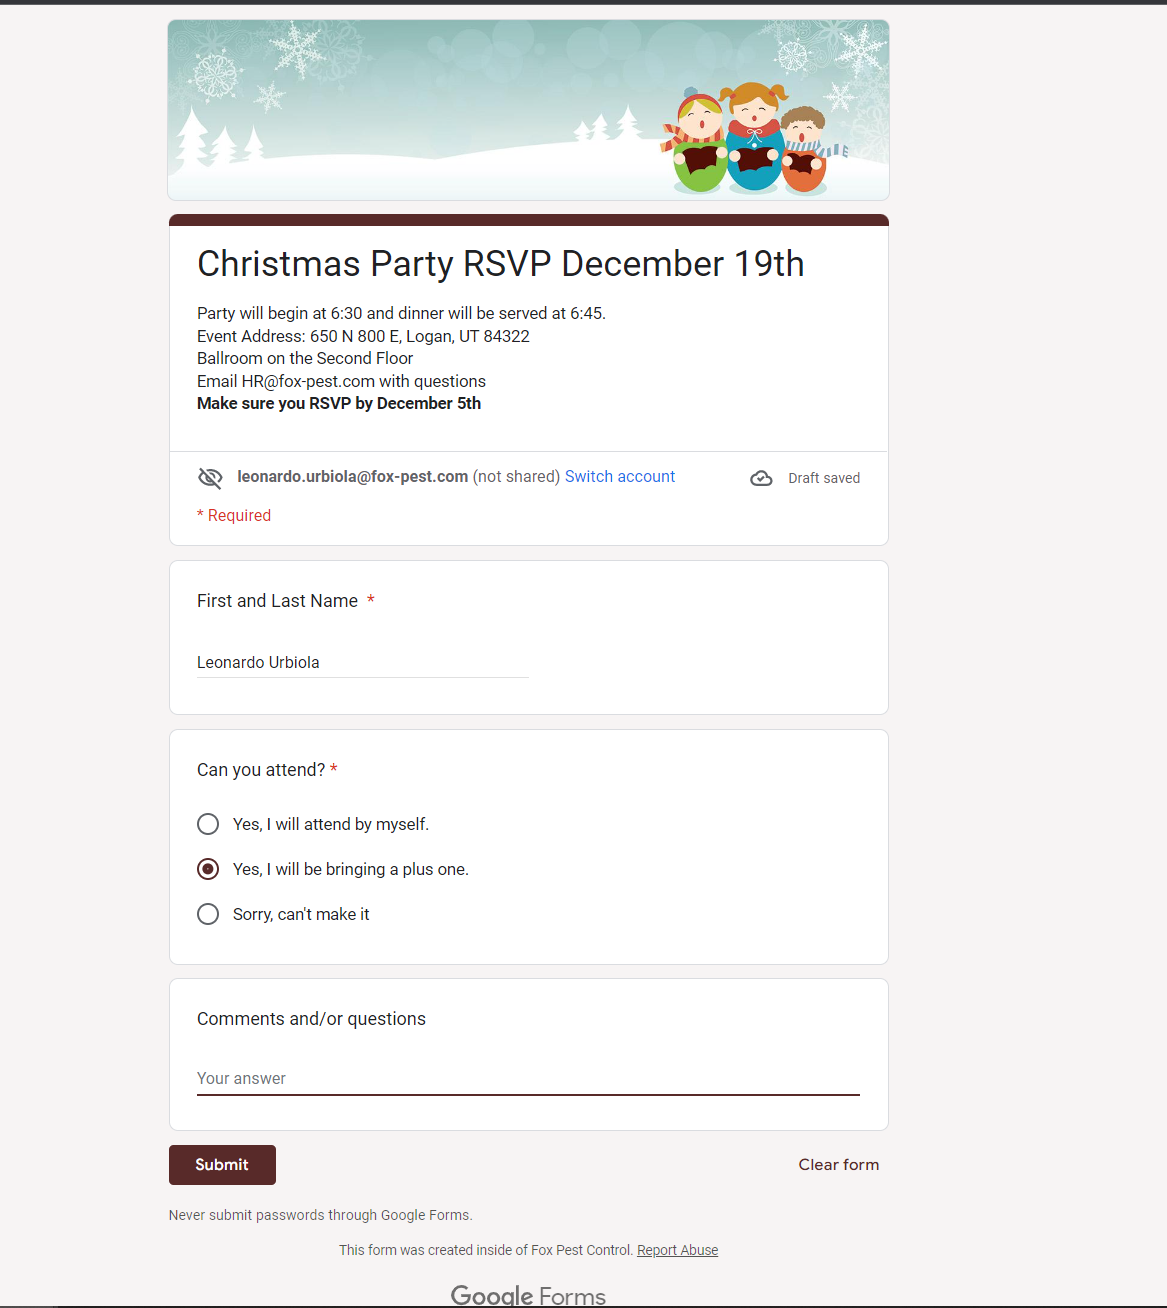 Christmas Party RSVP December 19th
Party will begin at 6:30 and dinner will be served at 6:45.
Event Address: 650 N 800 E, Logan, UT 84322
Ballroom on the Second Floor
Email HR@fox-pest.com with questions
Make sure you RSVP by December 5th
leonardo.urbiola@fox-pest.com (not shared) Switch account
Draft saved
* Required
First and Last Name *
Leonardo Urbiola
Can you attend? *
Yes, I will attend by myself.
Yes, I will be bringing a plus one.
Sorry, can't make it
Comments and/or questions
Your answer
Submit
Clear form
Never submit passwords through Google Forms.
This form was created inside of Fox Pest Control. Report Abuse
Google Forms